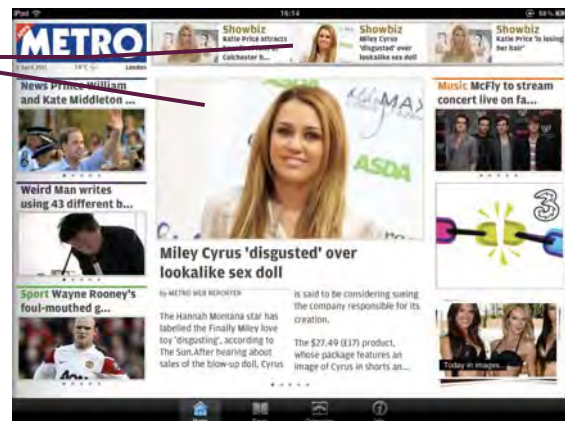 iPad
16:14
METRO
London
Showbiz
Katie Price attracts
Colchester b...
Showbiz
Miley Cyrus
'disgusted' over
lookalike sex doll
Showbiz
Katie Price 'is losing
her hair'
News Prince William
and Kate Middleton ...
Weird Man writes
using 43 different b...
Sport Wayne Rooney's
foul-mouthed g...
ASDA
Miley Cyrus 'disgusted' over
lookalike sex doll
by METRO WEB REPORTER
The Hannah Montana star has
labelled the Finally Miley love
toy 'disgusting', according to
The Sun.After hearing about
sales of the blow-up doll, Cyrus
is said to be considering sueing
the company responsible for its
creation.
The $27.49 (£17) product,
whose package features an
image of Cyrus in shorts an...
Music McFly to stream
concert live on fa...
3
Today in images...
Home